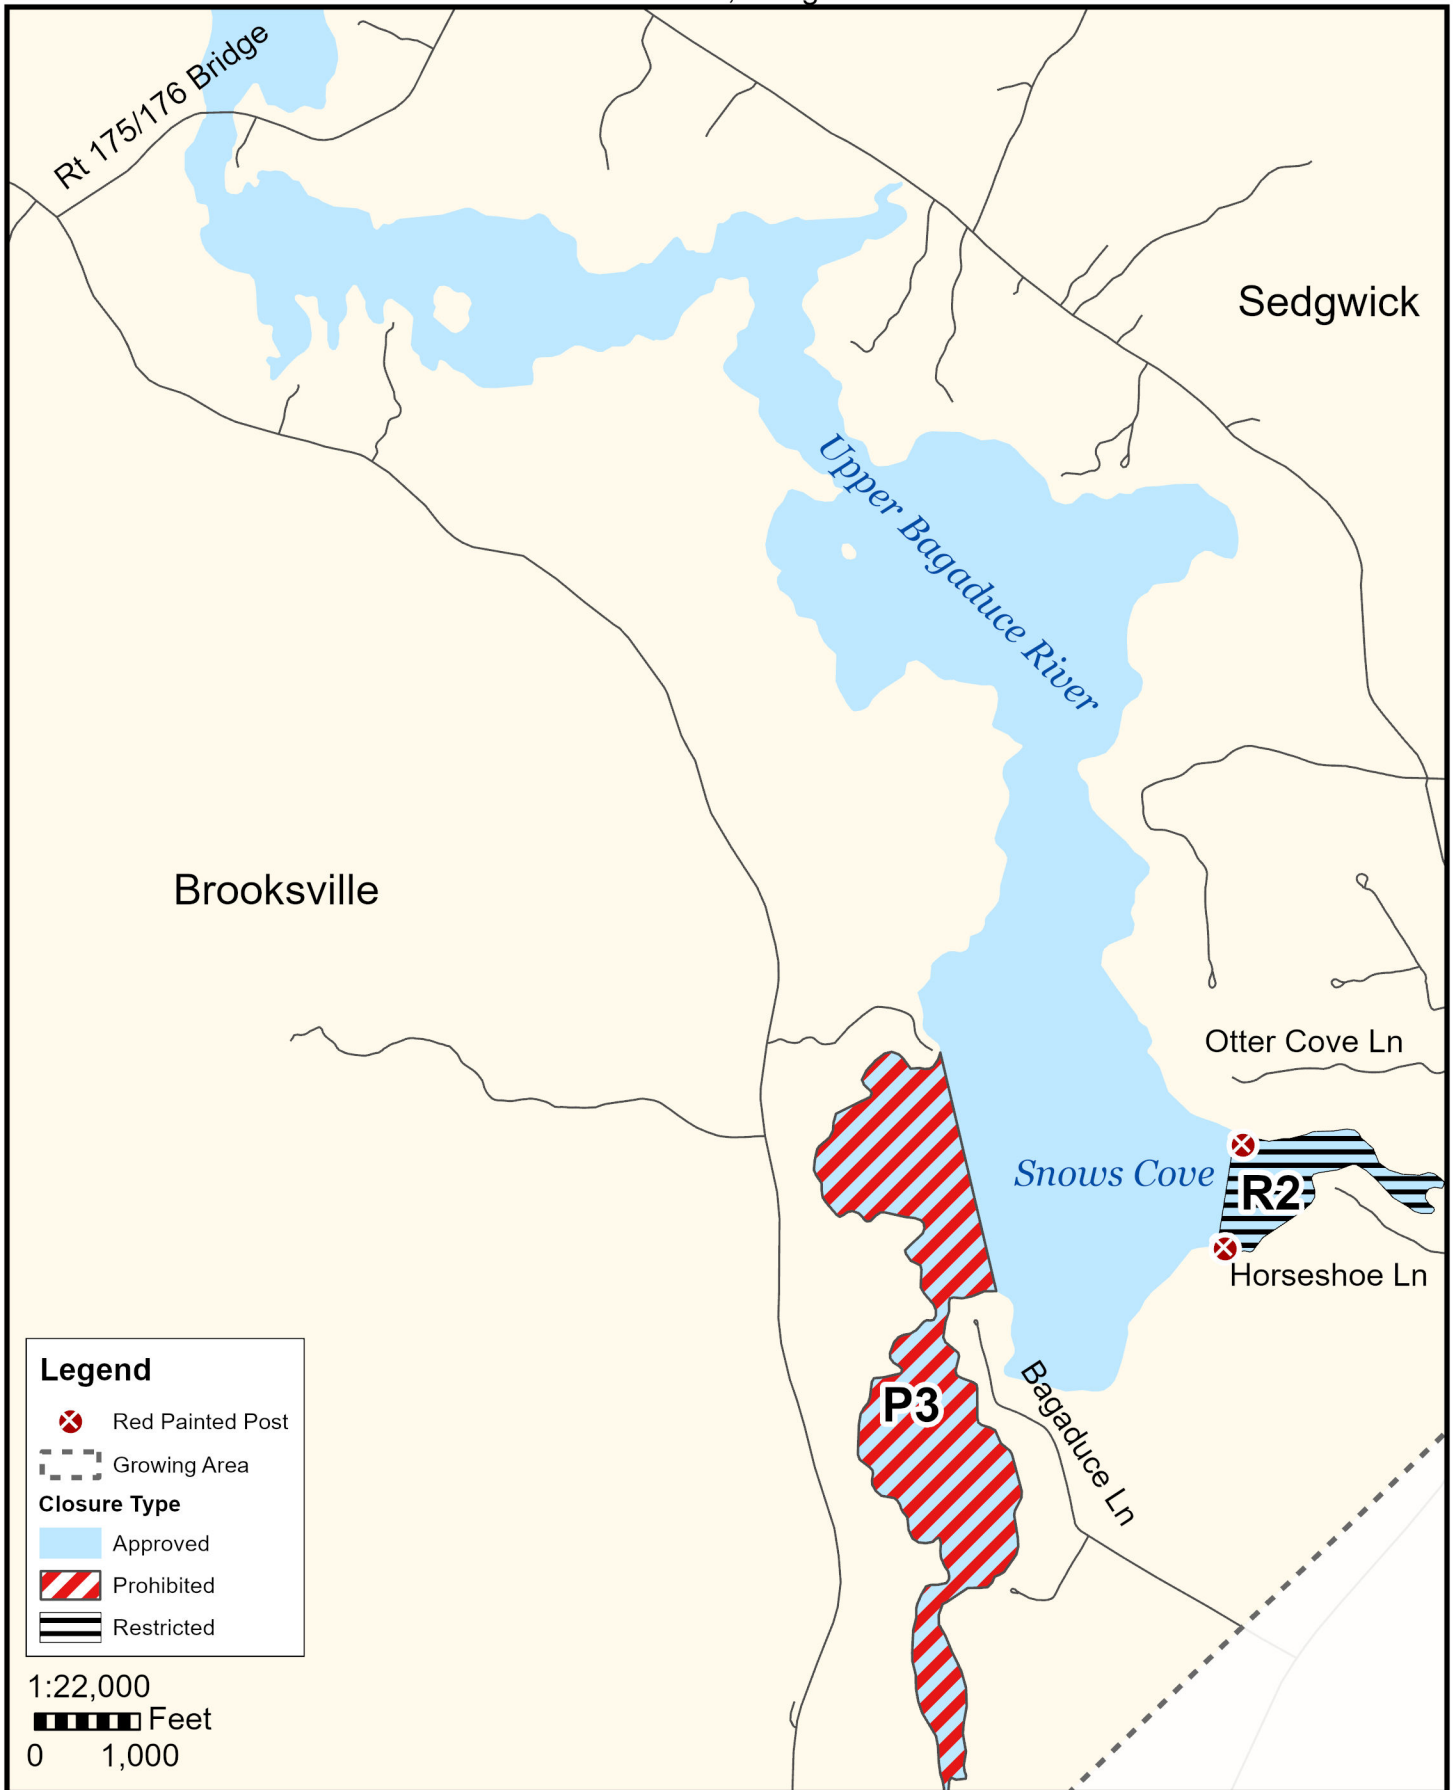 Rt 175/176 Bridge
Sedgwick
Upper Bagaduce River
Brooksville
Otter Cove Ln
Snows Cove
R2
Horseshoe Ln
P3
Bagaduce Ln
Legend
Red Painted Post
Growing Area
Closure Type
Approved
Prohibited
Restricted
1:22,000
Feet
0 1,000